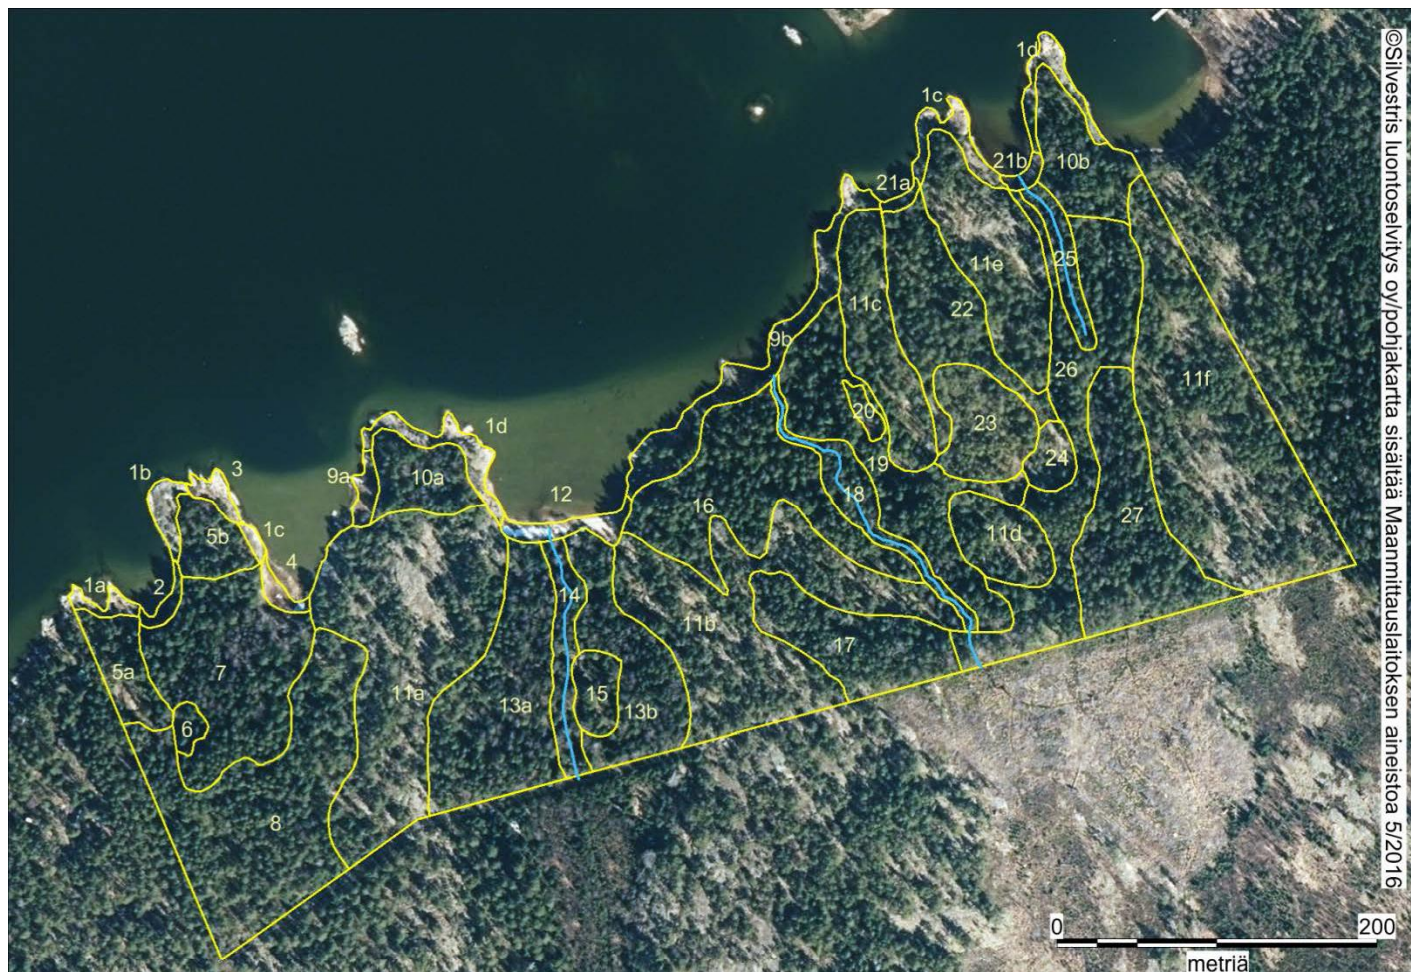 1d
1c
21b
10b
21a
25
11e
11c
22
9b
26
11f
20
23
24
19
1d
3
1b
9a
10a
12
16
18
27
1c
5b
11d
4
1a
2
14
11b
17
5a
7
15
11a
13a
13b
6
8
0 200
metriä
©Silvestris luontoselvitys oy/pohjakartta sisältää Maanmittauslaitoksen aineistoa 5/2016